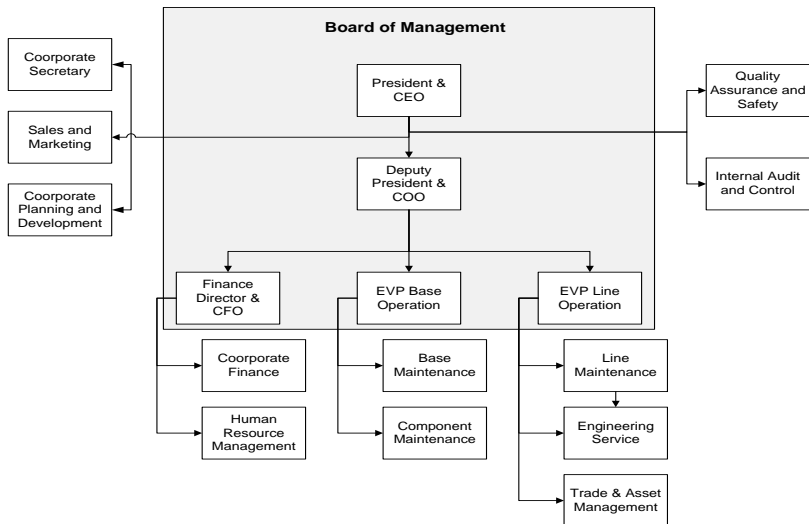 Board of Management
Coorporate
Secretary
President &
CEO
Quality
Assurance and
Safety
Sales and
Marketing
Deputy
President &
COO
Internal Audit
and Control
Coorporate
Planning and
Development
Finance
Director &
CFO
EVP Base
Operation
EVP Line
Operation
Coorporate
Finance
Base
Maintenance
Line
Maintenance
Human
Resource
Management
Component
Maintenance
Engineering
Service
Trade & Asset
Management